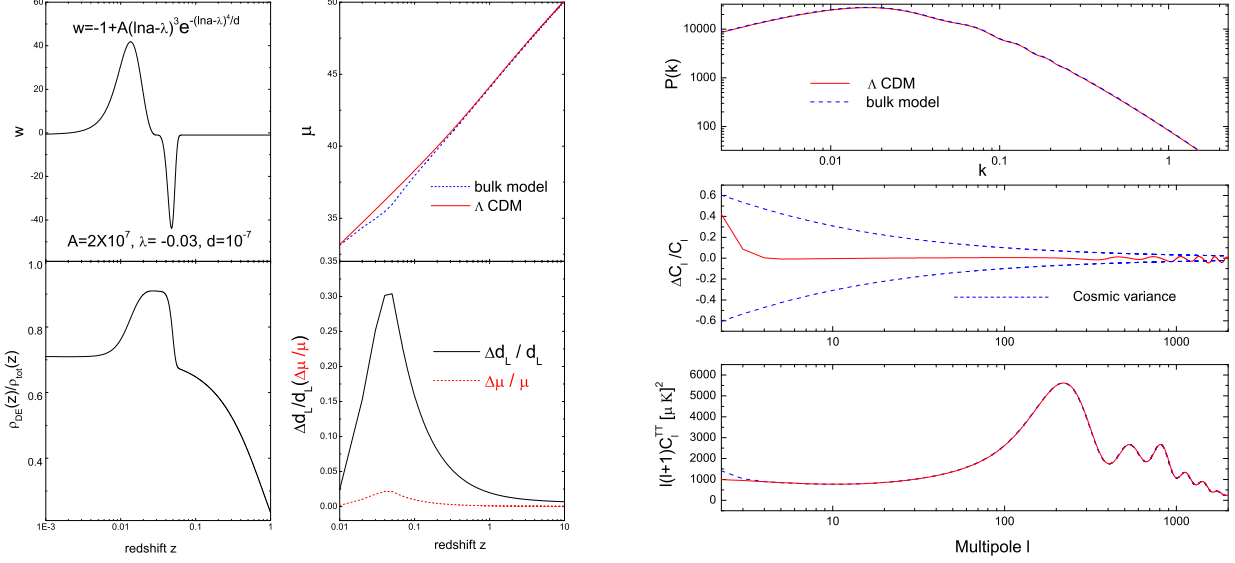 w=-1+A(lna-λ)³e^-(lna-λ)⁴/d
60
40
20
0
-20
-40
w
A=2X10⁷, λ= -0.03, d=10⁻⁷
1.0
0.8
0.6
0.4
ρ_DE(z)/ρ_tot(z)
1E-3
0.01
0.1
1
redshift z
50
45
40
35
μ
bulk model
Λ CDM
0.35
0.30
0.25
0.20
0.15
0.10
0.05
0.00
Δd_L/d_L(Δμ/μ)
Δd_L / d_L
Δμ / μ
0.01
0.1
1
10
redshift z
10000
1000
100
P(k)
Λ CDM
bulk model
0.01
0.1
1
k
0.6
0.4
0.2
0.0
-0.2
-0.4
-0.6
ΔC_l /C_l
Cosmic variance
10
100
1000
6000
5000
4000
3000
2000
1000
0
l(l+1)C_l^TT [μ K]²
10
100
1000
Multipole l